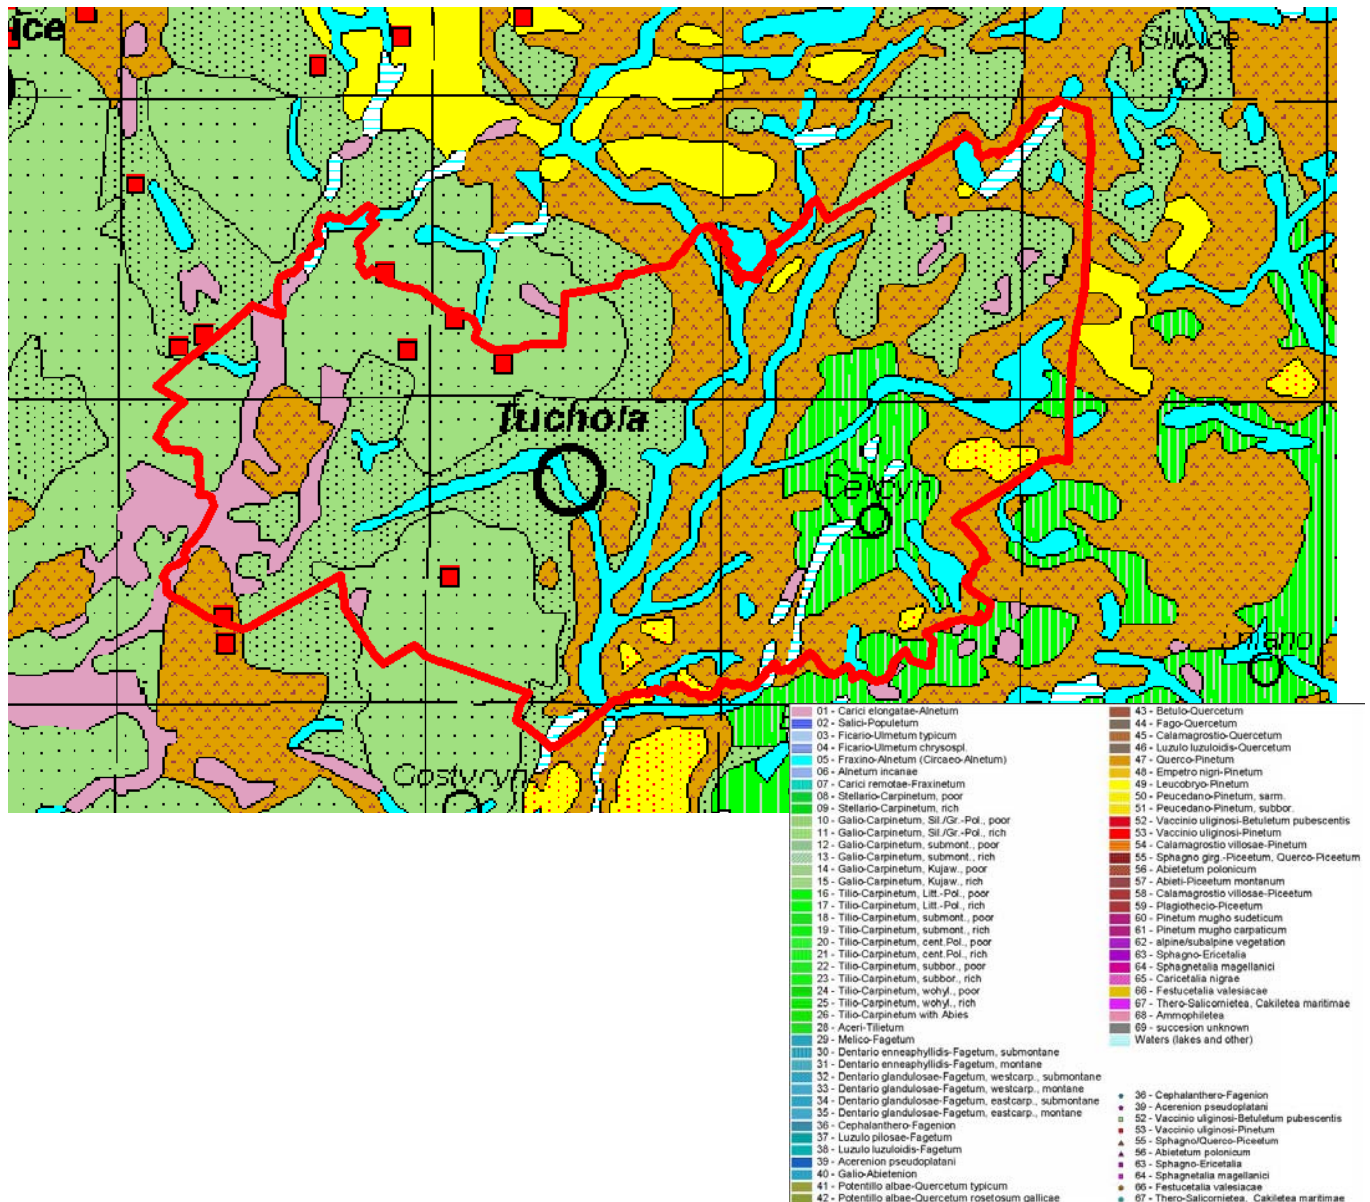 ice
Śliwice
Tuchola
Cekcyn
Lniano
Gostycyn
01 - Carici elongatae-Alnetum
02 - Salici-Populetum
03 - Ficario-Ulmetum typicum
04 - Ficario-Ulmetum chrysospl.
05 - Fraxino-Alnetum (Circaeo-Alnetum)
06 - Alnetum incanae
07 - Carici remotae-Fraxinetum
08 - Stellario-Carpinetum, poor
09 - Stellario-Carpinetum, rich
10 - Galio-Carpinetum, Sil./Gr.-Pol., poor
11 - Galio-Carpinetum, Sil./Gr.-Pol., rich
12 - Galio-Carpinetum, submont., poor
13 - Galio-Carpinetum, submont., rich
14 - Galio-Carpinetum, Kujaw., poor
15 - Galio-Carpinetum, Kujaw., rich
16 - Tilio-Carpinetum, Litt.-Pol., poor
17 - Tilio-Carpinetum, Litt.-Pol., rich
18 - Tilio-Carpinetum, submont., poor
19 - Tilio-Carpinetum, submont., rich
20 - Tilio-Carpinetum, cent.Pol., poor
21 - Tilio-Carpinetum, cent.Pol., rich
22 - Tilio-Carpinetum, subbor., poor
23 - Tilio-Carpinetum, subbor., rich
24 - Tilio-Carpinetum, wohyl., poor
25 - Tilio-Carpinetum, wohyl., rich
26 - Tilio-Carpinetum with Abies
28 - Aceri-Tilietum
29 - Melico-Fagetum
30 - Dentario enneaphyllidis-Fagetum, submontane
31 - Dentario enneaphyllidis-Fagetum, montane
32 - Dentario glandulosae-Fagetum, westcarp., submontane
33 - Dentario glandulosae-Fagetum, westcarp., montane
34 - Dentario glandulosae-Fagetum, eastcarp., submontane
35 - Dentario glandulosae-Fagetum, eastcarp., montane
36 - Cephalanthero-Fagenion
37 - Luzulo pilosae-Fagetum
38 - Luzulo luzuloidis-Fagetum
39 - Acerenion pseudoplatani
40 - Galio-Abietenion
41 - Potentillo albae-Quercetum typicum
42 - Potentillo albae-Quercetum rosetosum gallicae
43 - Betulo-Quercetum
44 - Fago-Quercetum
45 - Calamagrostio-Quercetum
46 - Luzulo luzuloidis-Quercetum
47 - Querco-Pinetum
48 - Empetro nigri-Pinetum
49 - Leucobryo-Pinetum
50 - Peucedano-Pinetum, sarm.
51 - Peucedano-Pinetum, subbor.
52 - Vaccinio uliginosi-Betuletum pubescentis
53 - Vaccinio uliginosi-Pinetum
54 - Calamagrostio villosae-Pinetum
55 - Sphagno girg.-Piceetum, Querco-Piceetum
56 - Abietetum polonicum
57 - Abieti-Piceetum montanum
58 - Calamagrostio villosae-Piceetum
59 - Plagiothecio-Piceetum
60 - Pinetum mugho sudeticum
61 - Pinetum mugho carpaticum
62 - alpine/subalpine vegetation
63 - Sphagno-Ericetalia
64 - Sphagnetalia magellanici
65 - Caricetalia nigrae
66 - Festucetalia valesiacae
67 - Thero-Salicornietea, Cakiletea maritimae
68 - Ammophiletea
69 - succesion unknown
Waters (lakes and other)
36 - Cephalanthero-Fagenion
39 - Acerenion pseudoplatani
52 - Vaccinio uliginosi-Betuletum pubescentis
53 - Vaccinio uliginosi-Pinetum
55 - Sphagno/Querco-Piceetum
56 - Abietetum polonicum
63 - Sphagno-Ericetalia
64 - Sphagnetalia magellanici
66 - Festucetalia valesiacae
67 - Thero-Salicornietea, Cakiletea maritimae